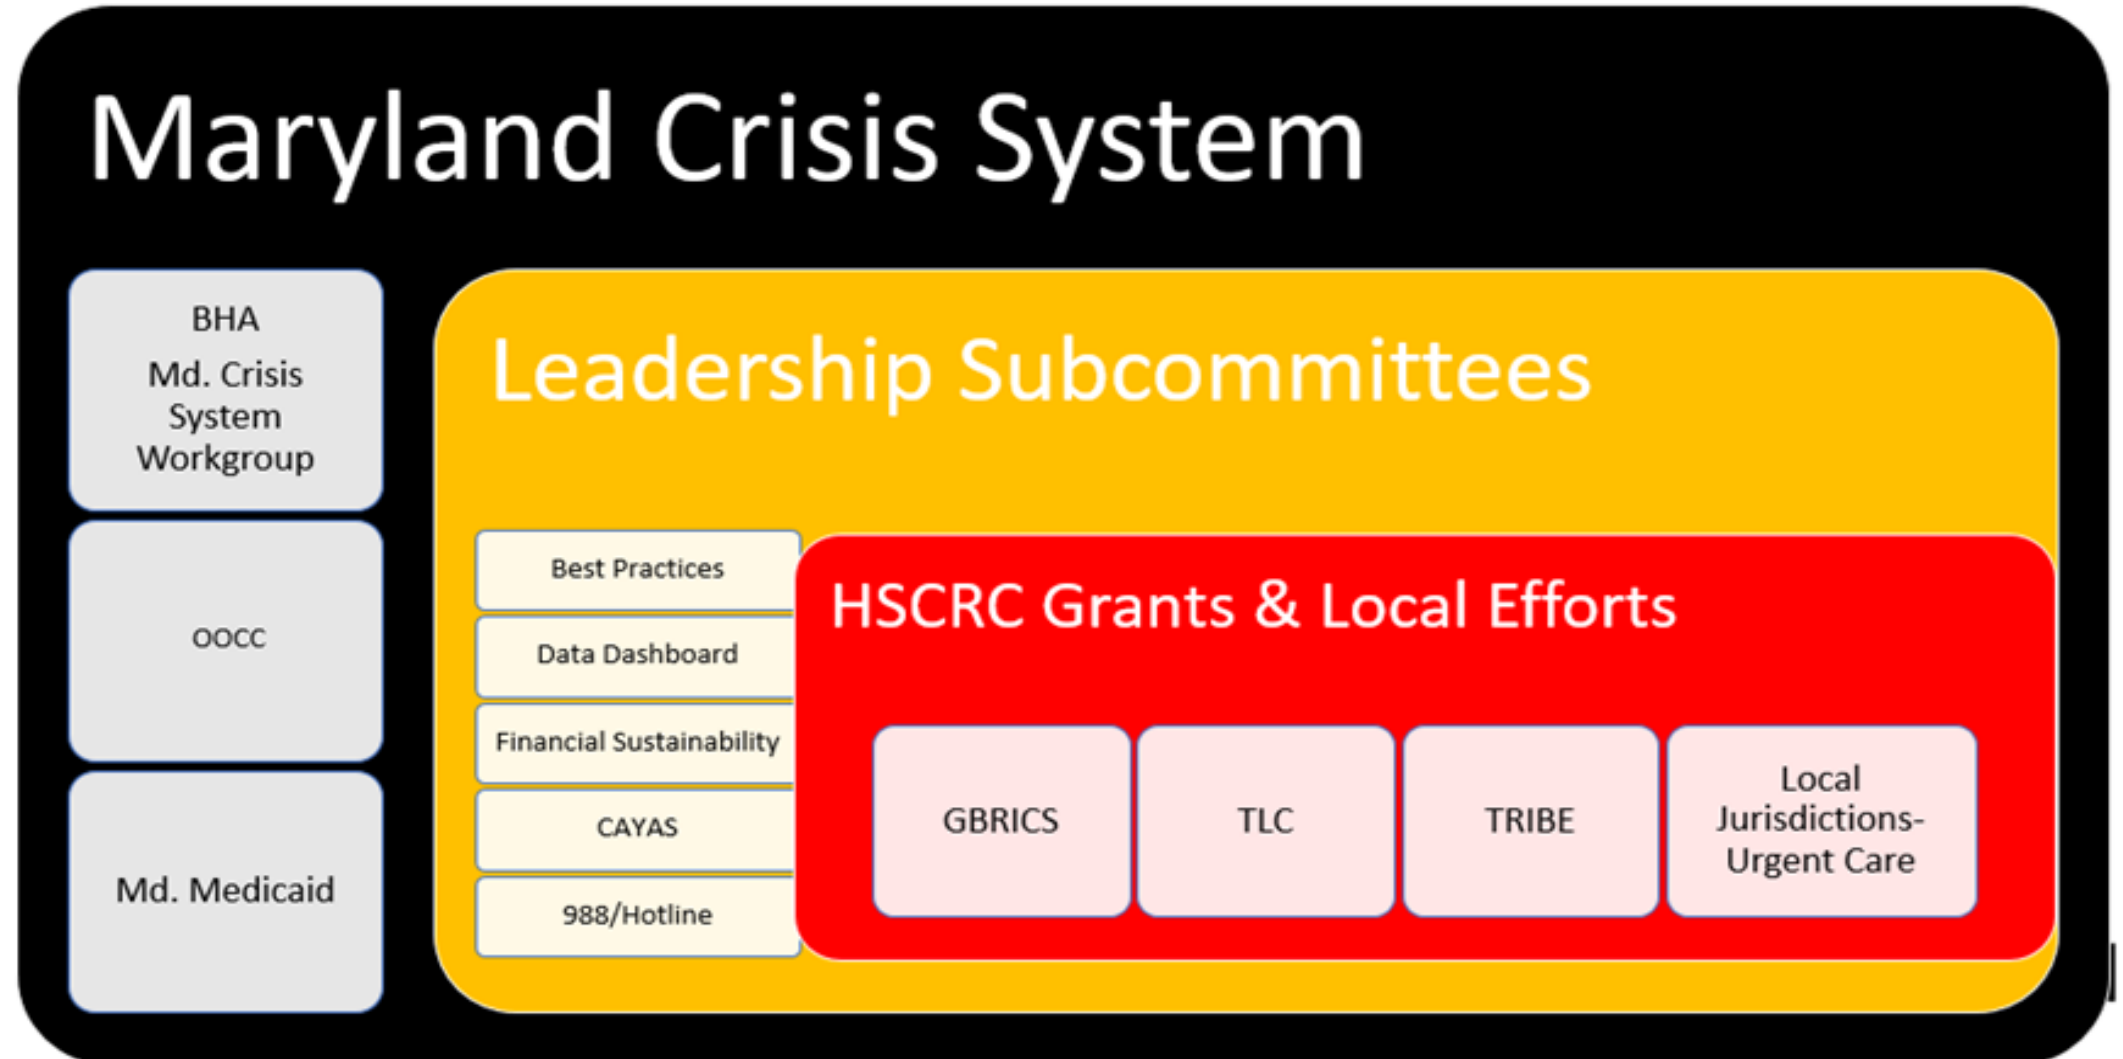 Maryland Crisis System
BHA
Md. Crisis
System
Workgroup
OOCC
Md. Medicaid
Leadership Subcommittees
Best Practices
Data Dashboard
Financial Sustainability
CAYAS
988/Hotline
HSCRC Grants & Local Efforts
GBRICS
TLC
TRIBE
Local
Jurisdictions-
Urgent Care